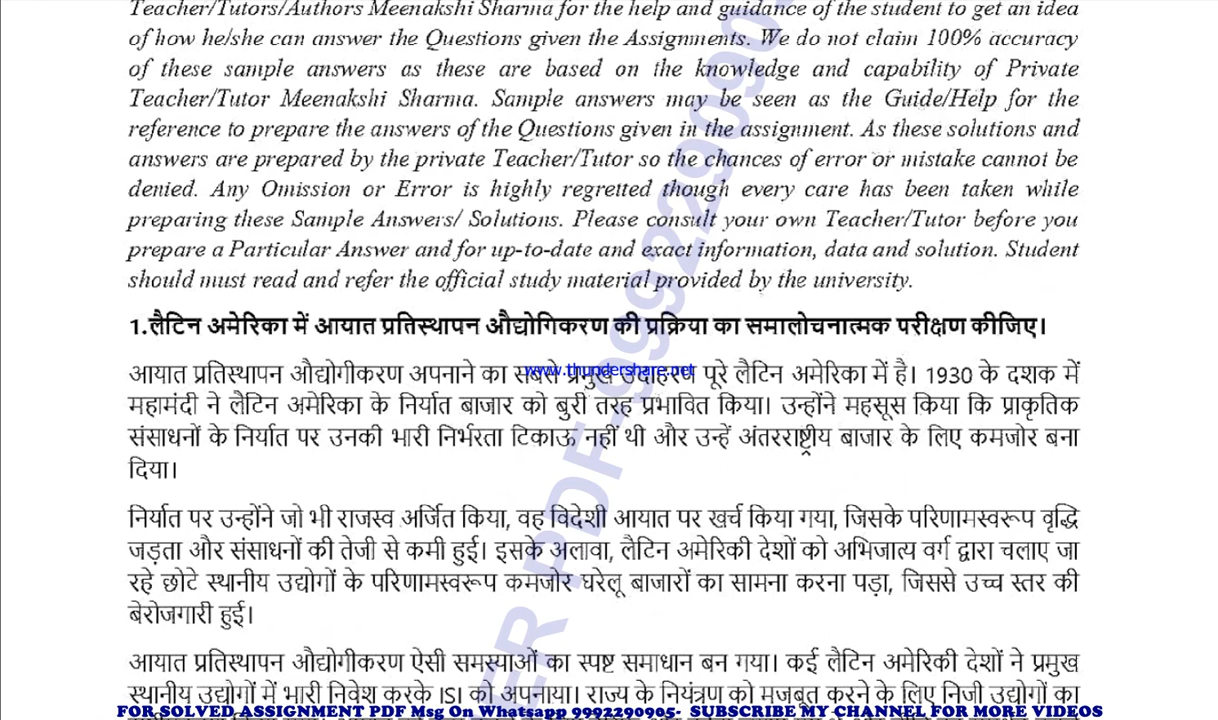 Teacher/Tutors/Authors Meenakshi Sharma for the help and guidance of the student to get an idea
of how he/she can answer the Questions given the Assignments. We do not claim 100% accuracy
of these sample answers as these are based on the knowledge and capability of Private
Teacher/Tutor Meenakshi Sharma. Sample answers may be seen as the Guide/Help for the
reference to prepare the answers of the Questions given in the assignment. As these solutions and
answers are prepared by the private Teacher/Tutor so the chances of error or mistake cannot be
denied. Any Omission or Error is highly regretted though every care has been taken while
preparing these Sample Answers/ Solutions. Please consult your own Teacher/Tutor before you
prepare a Particular Answer and for up-to-date and exact information, data and solution. Student
should must read and refer the official study material provided by the university.
1.लैटिन अमेरिका में आयात प्रतिस्थापन औद्योगिकरण की प्रक्रिया का समालोचनात्मक परीक्षण कीजिए।
आयात प्रतिस्थापन औद्योगीकरण अपनाने का सबसे प्रमुख उदाहरण पूरे लैटिन अमेरिका में है। 1930 के दशक में
www.thundershare.net
महामंदी ने लैटिन अमेरिका के निर्यात बाजार को बुरी तरह प्रभावित किया। उन्होंने महसूस किया कि प्राकृतिक
संसाधनों के निर्यात पर उनकी भारी निर्भरता टिकाऊ नहीं थी और उन्हें अंतरराष्ट्रीय बाजार के लिए कमजोर बना
दिया।
निर्यात पर उन्होंने जो भी राजस्व अर्जित किया, वह विदेशी आयात पर खर्च किया गया, जिसके परिणामस्वरूप वृद्धि
जड़ता और संसाधनों की तेजी से कमी हुई। इसके अलावा, लैटिन अमेरिकी देशों को अभिजात्य वर्ग द्वारा चलाए जा
रहे छोटे स्थानीय उद्योगों के परिणामस्वरूप कमजोर घरेलू बाजारों का सामना करना पड़ा, जिससे उच्च स्तर की
बेरोजगारी हुई।
आयात प्रतिस्थापन औद्योगीकरण ऐसी समस्याओं का स्पष्ट समाधान बन गया। कई लैटिन अमेरिकी देशों ने प्रमुख
स्थानीय उद्योगों में भारी निवेश करके ISI को अपनाया। राज्य के नियंत्रण को मजबूत करने के लिए निजी उद्योगों का
FOR SOLVED ASSIGNMENT PDF Msg On Whatsapp 9992290905- SUBSCRIBE MY CHANNEL FOR MORE VIDEOS